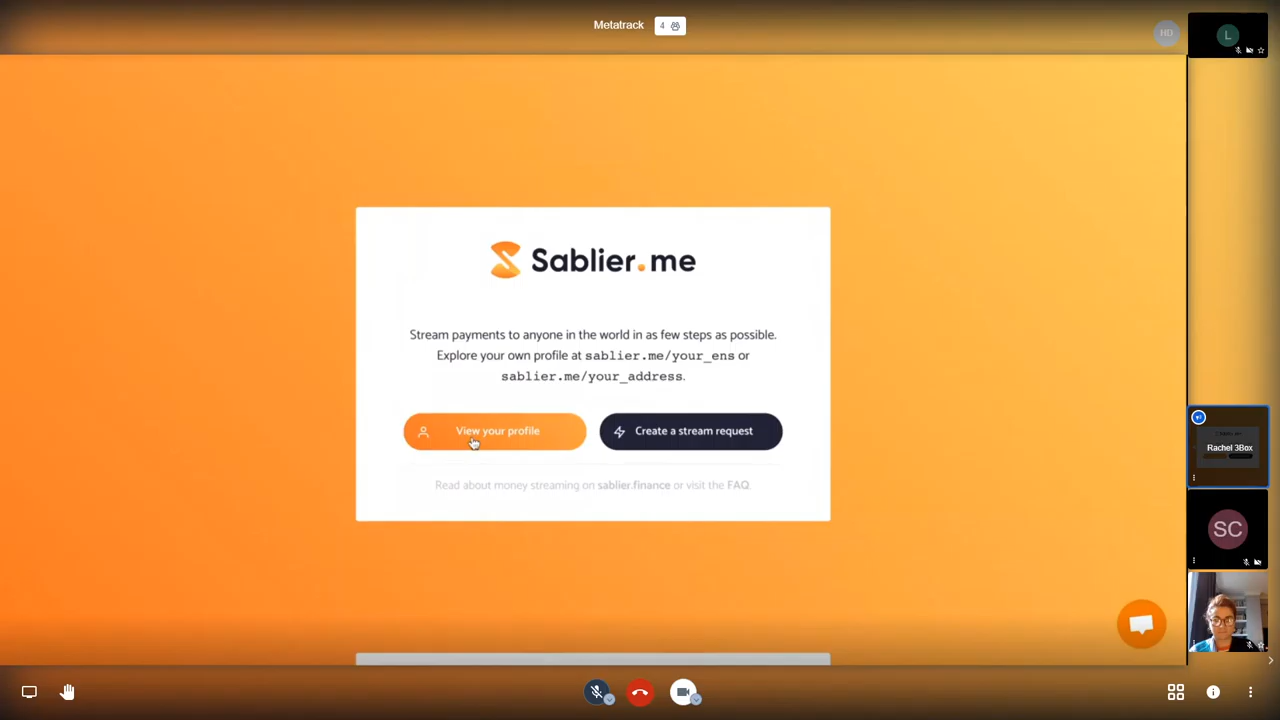 Metatrack
4
HD
L
Sablier.me
Stream payments to anyone in the world in as few steps as possible.
Explore your own profile at sablier.me/your_ens or
sablier.me/your_address.
View your profile
Create a stream request
Read about money streaming on sablier.finance or visit the FAQ.
Rachel 3Box
SC